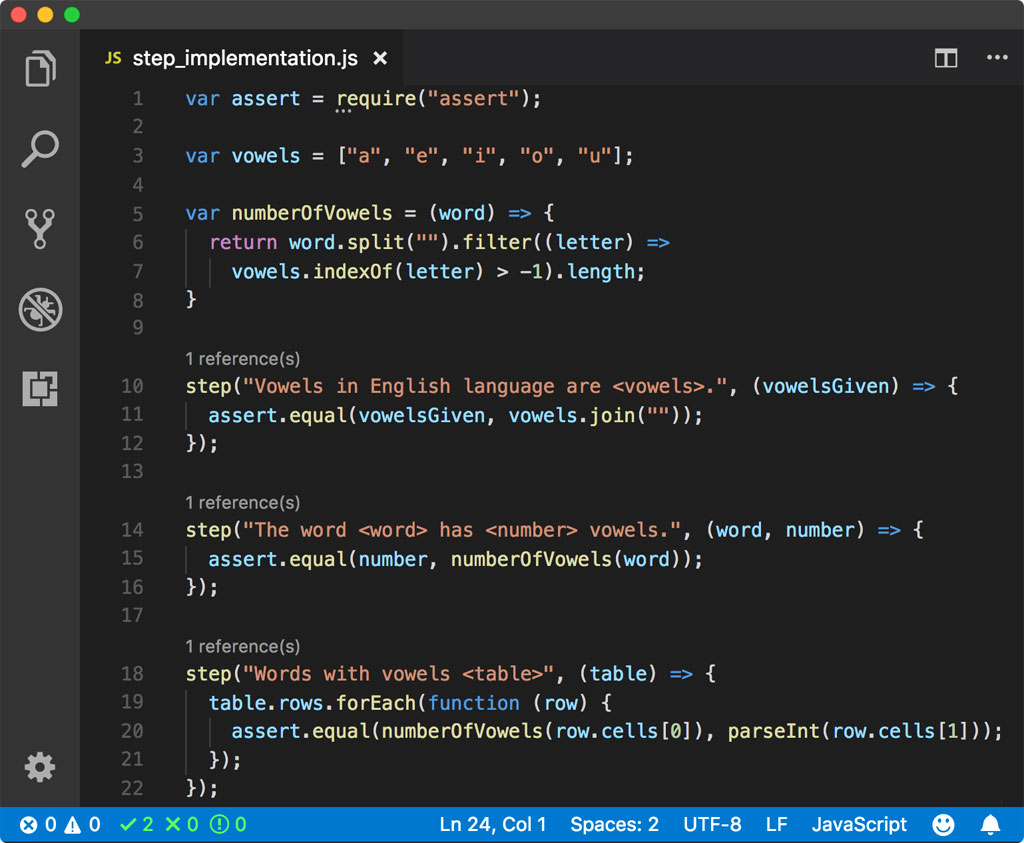 JS step_implementation.js ×
1 var assert = require("assert");
2
3 var vowels = ["a", "e", "i", "o", "u"];
4
5 var numberOfVowels = (word) => {
6 return word.split("").filter((letter) =>
7 vowels.indexOf(letter) > -1).length;
8 }
9
1 reference(s)
10 step("Vowels in English language are <vowels>.", (vowelsGiven) => {
11 assert.equal(vowelsGiven, vowels.join(""));
12 });
13
1 reference(s)
14 step("The word <word> has <number> vowels.", (word, number) => {
15 assert.equal(number, numberOfVowels(word));
16 });
17
1 reference(s)
18 step("Words with vowels <table>", (table) => {
19 table.rows.forEach(function (row) {
20 assert.equal(numberOfVowels(row.cells[0]), parseInt(row.cells[1]));
21 });
22 });
0 0 2 0 0 Ln 24, Col 1 Spaces: 2 UTF-8 LF JavaScript